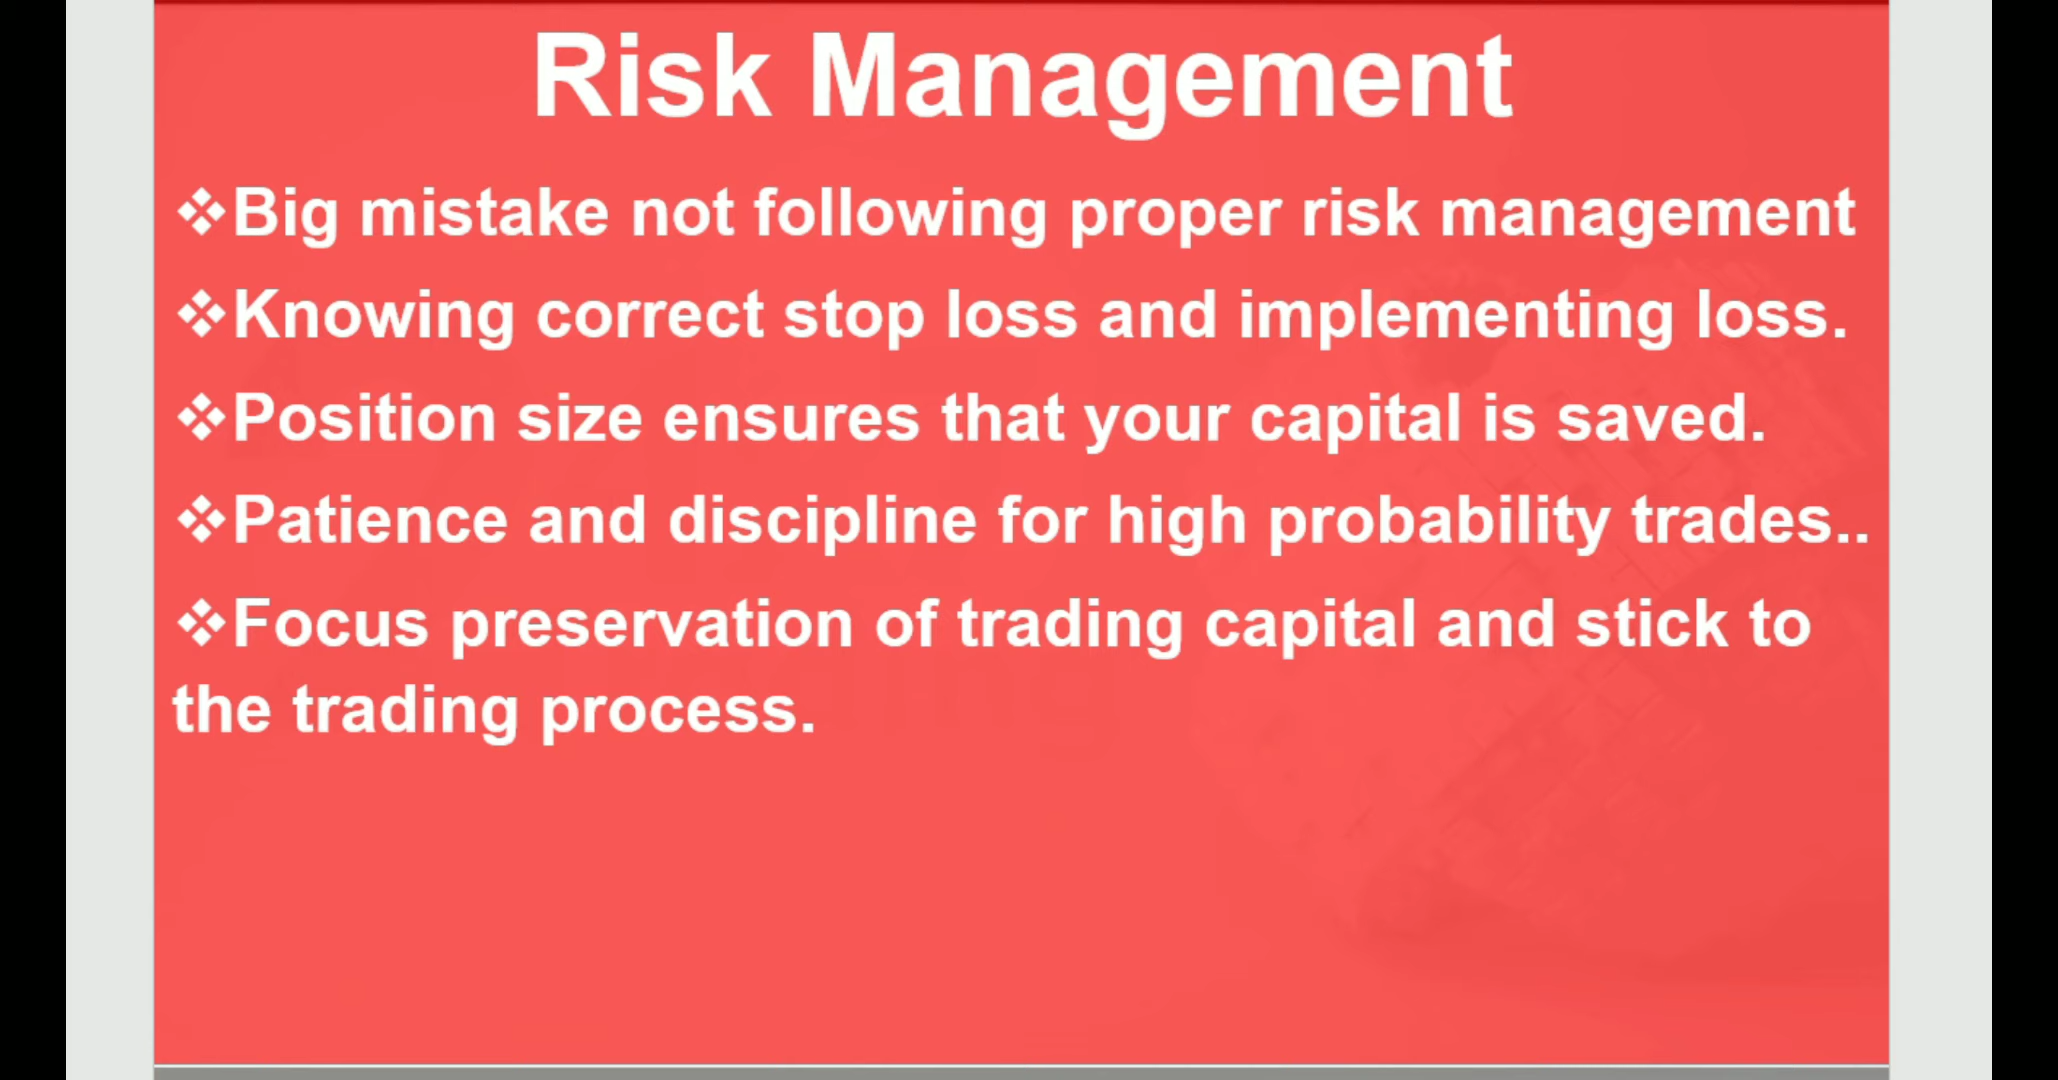 Risk Management
❖Big mistake not following proper risk management
❖Knowing correct stop loss and implementing loss.
❖Position size ensures that your capital is saved.
❖Patience and discipline for high probability trades..
❖Focus preservation of trading capital and stick to
the trading process.